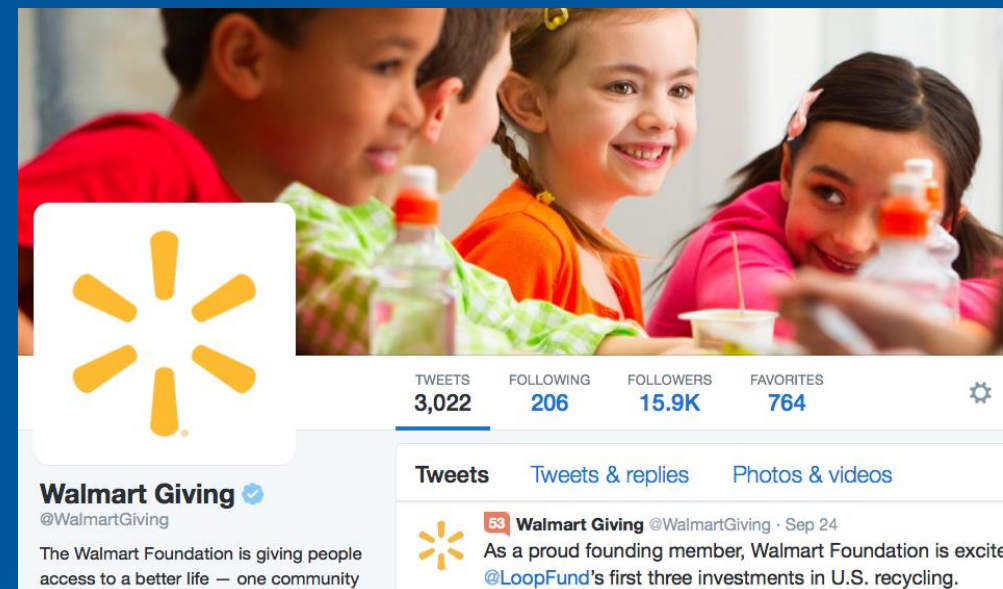 TWEETS FOLLOWING FOLLOWERS FAVORITES
3,022 206 15.9K 764
Tweets Tweets & replies Photos & videos
Walmart Giving
@WalmartGiving
The Walmart Foundation is giving people
access to a better life — one community
53 Walmart Giving @WalmartGiving · Sep 24
As a proud founding member, Walmart Foundation is excite
@LoopFund's first three investments in U.S. recycling.